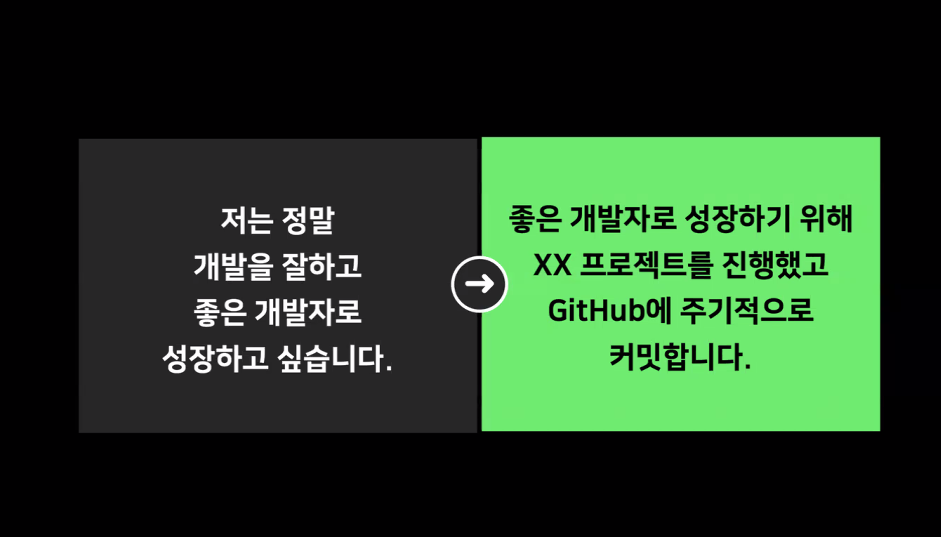 저는 정말
개발을 잘하고
좋은 개발자로
성장하고 싶습니다.
좋은 개발자로 성장하기 위해
XX 프로젝트를 진행했고
GitHub에 주기적으로
커밋합니다.